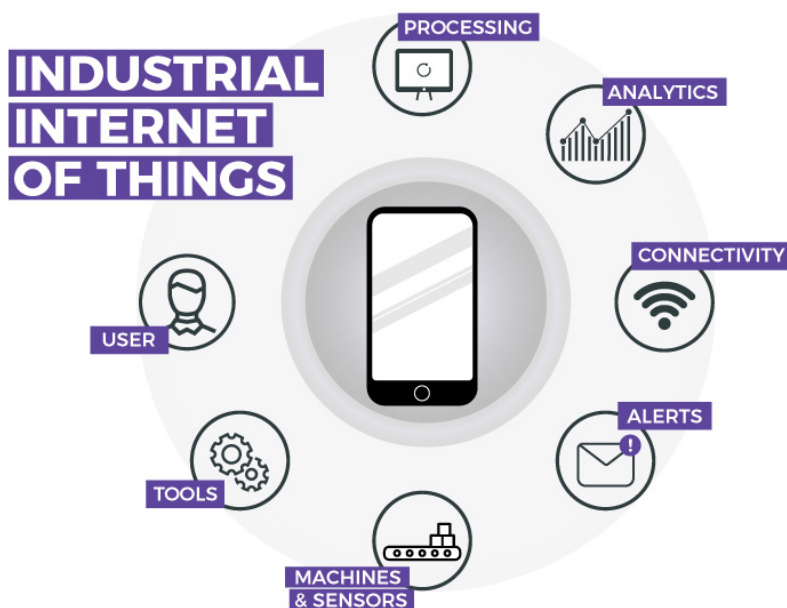 INDUSTRIAL
INTERNET
OF THINGS
PROCESSING
ANALYTICS
CONNECTIVITY
ALERTS
MACHINES
& SENSORS
TOOLS
USER
!